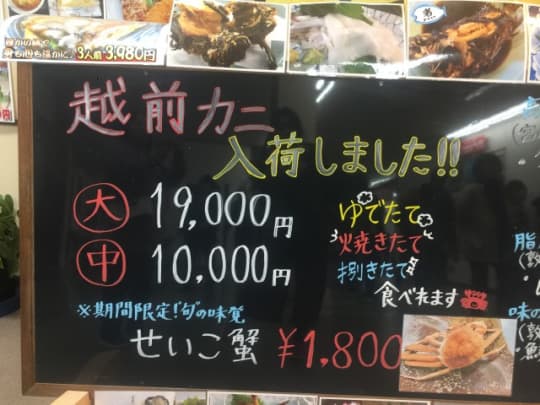 3人前 3,980円
煮
越前カニ
入荷しました!!
大 19,000円
中 10,000円
ゆでたて
焼きたて
捌きたて
食べれます
※期間限定!旬の味覚
せいこ蟹 ¥1,800
味の